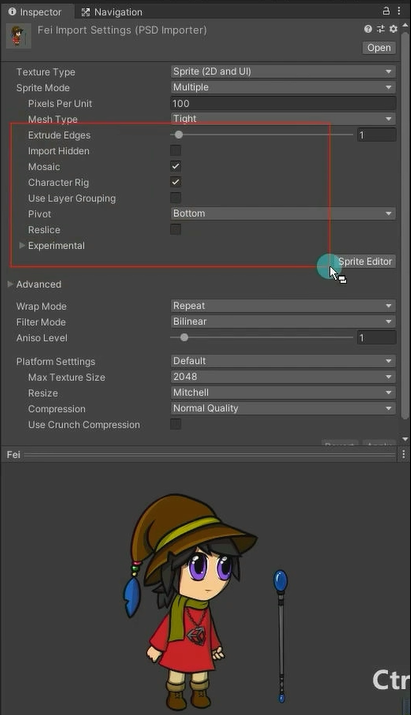 Inspector Navigation
Fei Import Settings (PSD Importer)
Open
Texture Type Sprite (2D and UI)
Sprite Mode Multiple
Pixels Per Unit 100
Mesh Type Tight
Extrude Edges 1
Import Hidden
Mosaic
Character Rig
Use Layer Grouping
Pivot Bottom
Reslice
Experimental
Sprite Editor
Advanced
Wrap Mode Repeat
Filter Mode Bilinear
Aniso Level 1
Platform Setttings Default
Max Texture Size 2048
Resize Mitchell
Compression Normal Quality
Use Crunch Compression
Fei
Ctr